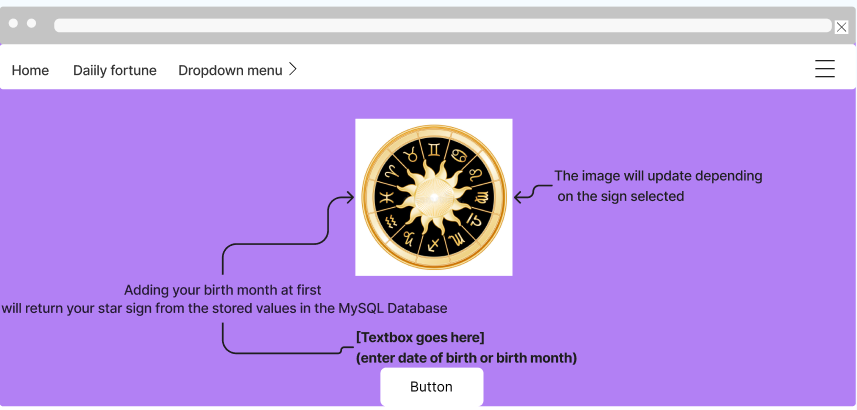 Home Daiily fortune Dropdown menu
The image will update depending
on the sign selected
Adding your birth month at first
will return your star sign from the stored values in the MySQL Database
[Textbox goes here]
(enter date of birth or birth month)
Button